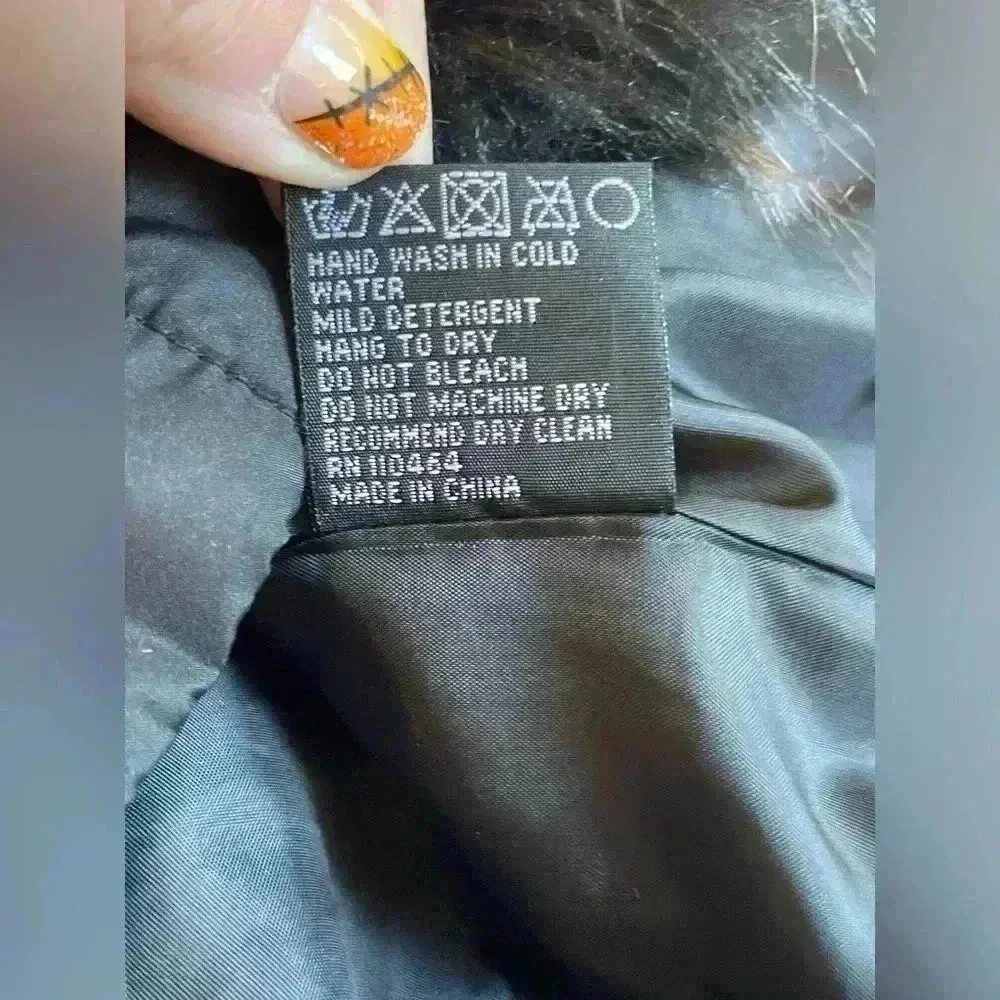 HAND WASH IN COLD
WATER
MILD DETERGENT
HANG TO DRY
DO NOT BLEACH
DO NOT MACHINE DRY
RECOMMEND DRY CLEAN
RN 110464
MADE IN CHINA